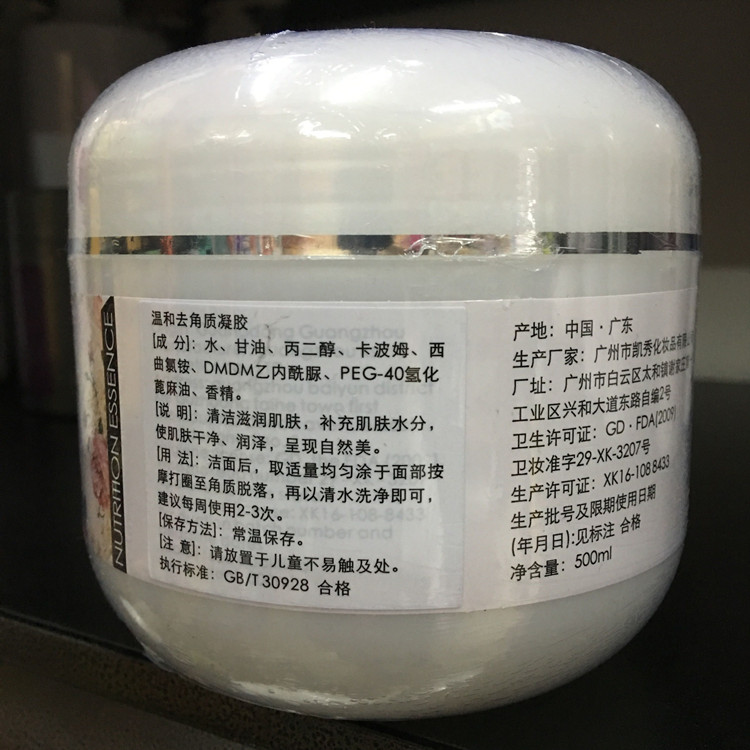 NUTRITION ESSENCE
温和去角质凝胶
[成 分]：水、甘油、丙二醇、卡波姆、西
曲氯铵、DMDM乙内酰脲、PEG-40氢化
蓖麻油、香精。
[说 明]：清洁滋润肌肤，补充肌肤水分，
使肌肤干净、润泽，呈现自然美。
[用 法]：洁面后，取适量均匀涂于面部按
摩打圈至角质脱落，再以清水洗净即可，
建议每周使用2-3次。
[保存方法]：常温保存。
[注 意]：请放置于儿童不易触及处。
执行标准：GB/T 30928 合格
产地：中国·广东
生产厂家：广州市凯秀化妆品有限
厂址：广州市白云区太和镇谢家庄
工业区兴和大道东路自编2号
卫生许可证：GD·FDA(2009)
卫妆准字29-XK-3207号
生产许可证：XK16-108 8433
生产批号及限期使用日期
(年月日):见标注 合格
净含量：500ml